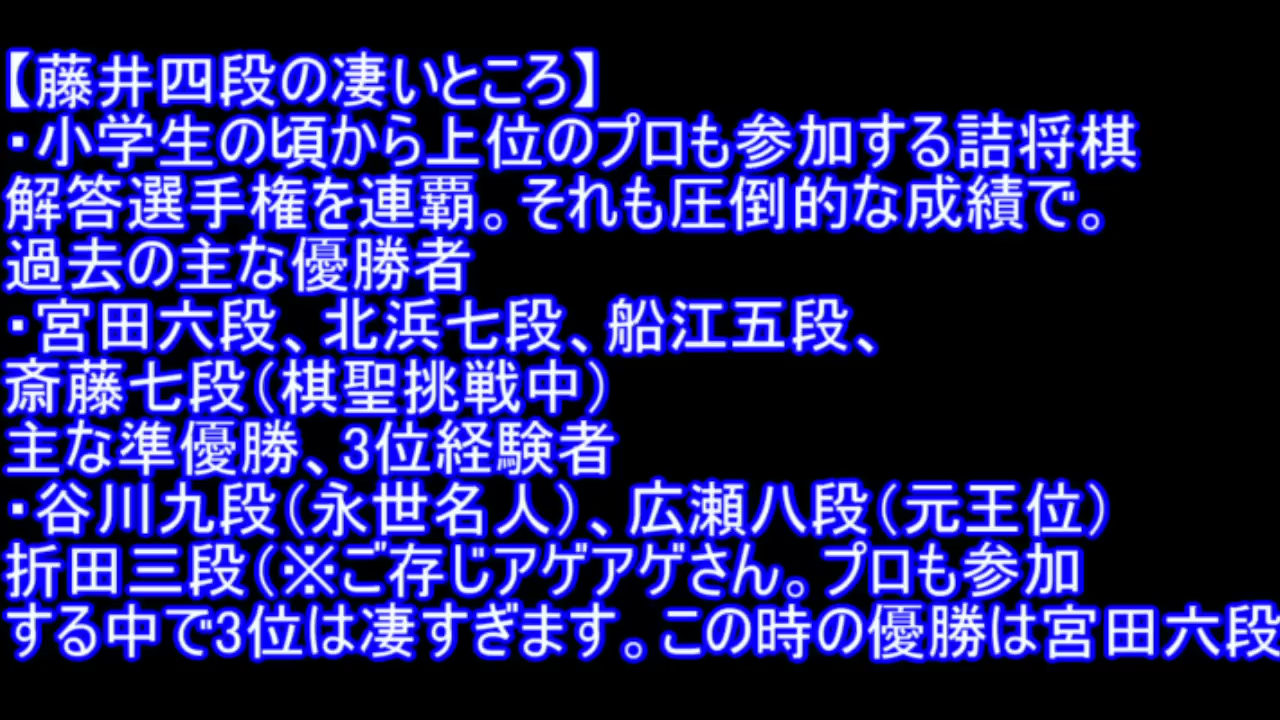 【藤井四段の凄いところ】
・小学生の頃から上位のプロも参加する詰将棋
解答選手権を連覇。それも圧倒的な成績で。
過去の主な優勝者
・宮田六段、北浜七段、船江五段、
斎藤七段（棋聖挑戦中）
主な準優勝、3位経験者
・谷川九段（永世名人）、広瀬八段（元王位）
折田三段（※ご存じアゲアゲさん。プロも参加
する中で3位は凄すぎます。この時の優勝は宮田六段